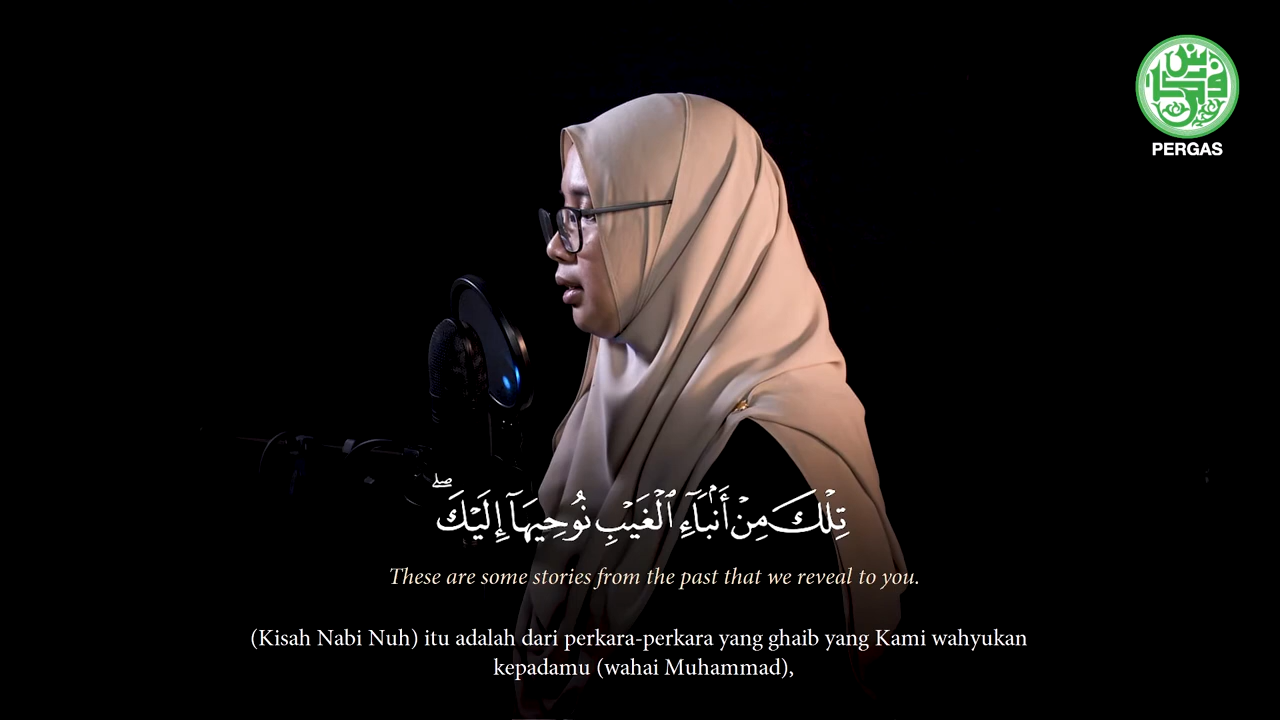 PERGAS
تِلْكَ مِنْ أَنۢبَآءِ ٱلْغَيْبِ نُوحِيهَآ إِلَيْكَ ۖ
These are some stories from the past that we reveal to you.
(Kisah Nabi Nuh) itu adalah dari perkara-perkara yang ghaib yang Kami wahyukan
kepadamu (wahai Muhammad),